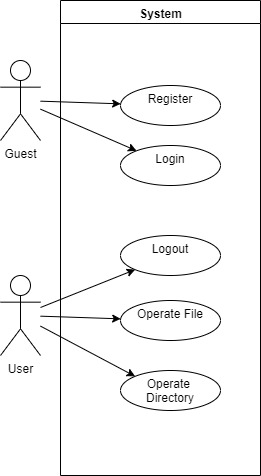 System
Register
Guest
Login
Logout
Operate File
User
Operate
Directory